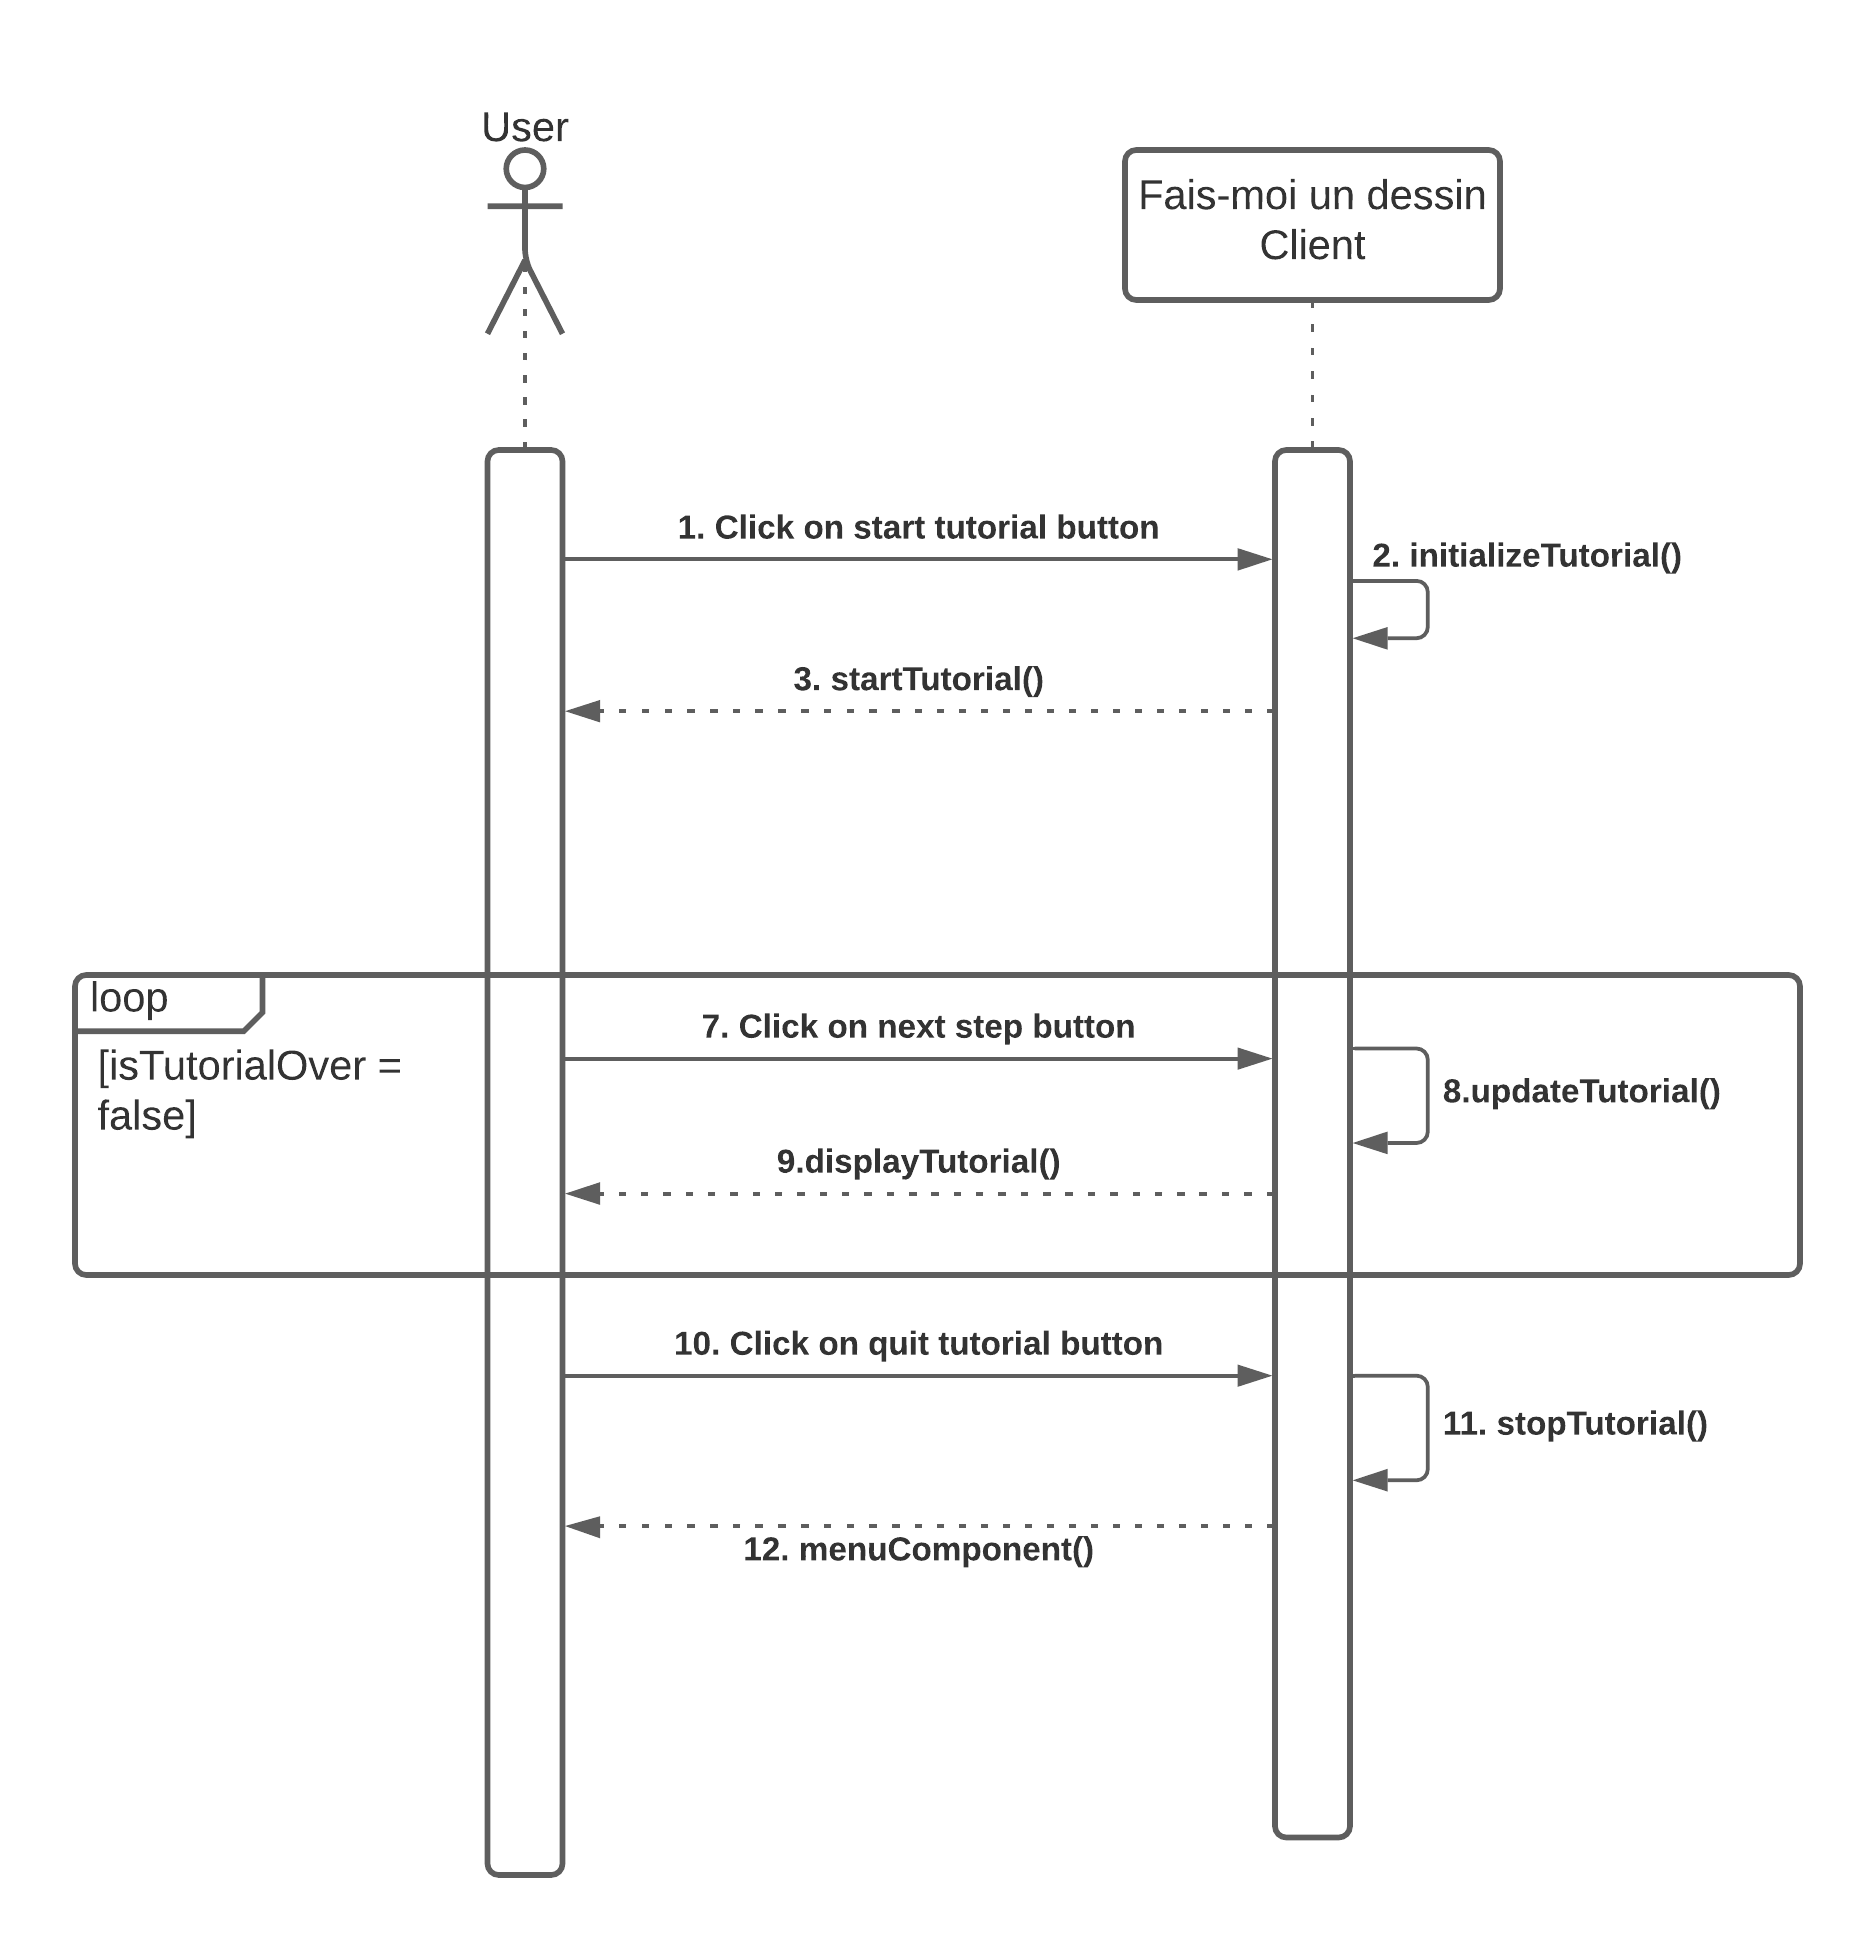 User
Fais-moi un dessin
Client
1. Click on start tutorial button
2. initializeTutorial()
3. startTutorial()
loop
[isTutorialOver =
false]
7. Click on next step button
8.updateTutorial()
9.displayTutorial()
10. Click on quit tutorial button
11. stopTutorial()
12. menuComponent()